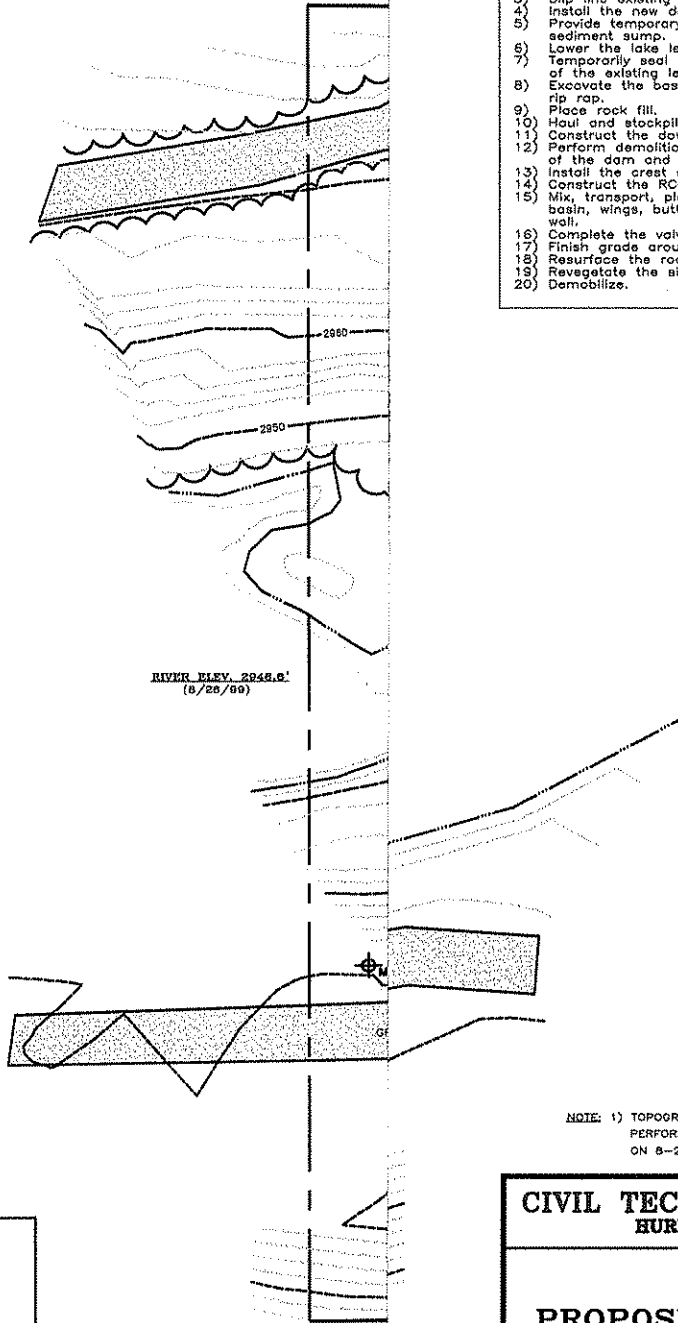 4) Install the new d
5) Provide temporary
sediment sump.
6) Lower the lake le
7) Temporarily seal
of the existing le
8) Excavate the bas
rip rap.
9) Place rock fill.
10) Haul and stockpil
11) Construct the dow
12) Perform demolitio
of the dam and
13) Install the crest
14) Construct the RC
15) Mix, transport, pl
basin, wings, butt
wall.
16) Complete the valv
17) Finish grade arou
18) Resurface the roa
19) Revegetate the si
20) Demobilize.
2960
2950
RIVER ELEV. 2946.6'
(8/26/99)
M
GR
NOTE: 1) TOPOGR
PERFOR
ON 8-2
CIVIL TEC
HUR
PROPOS